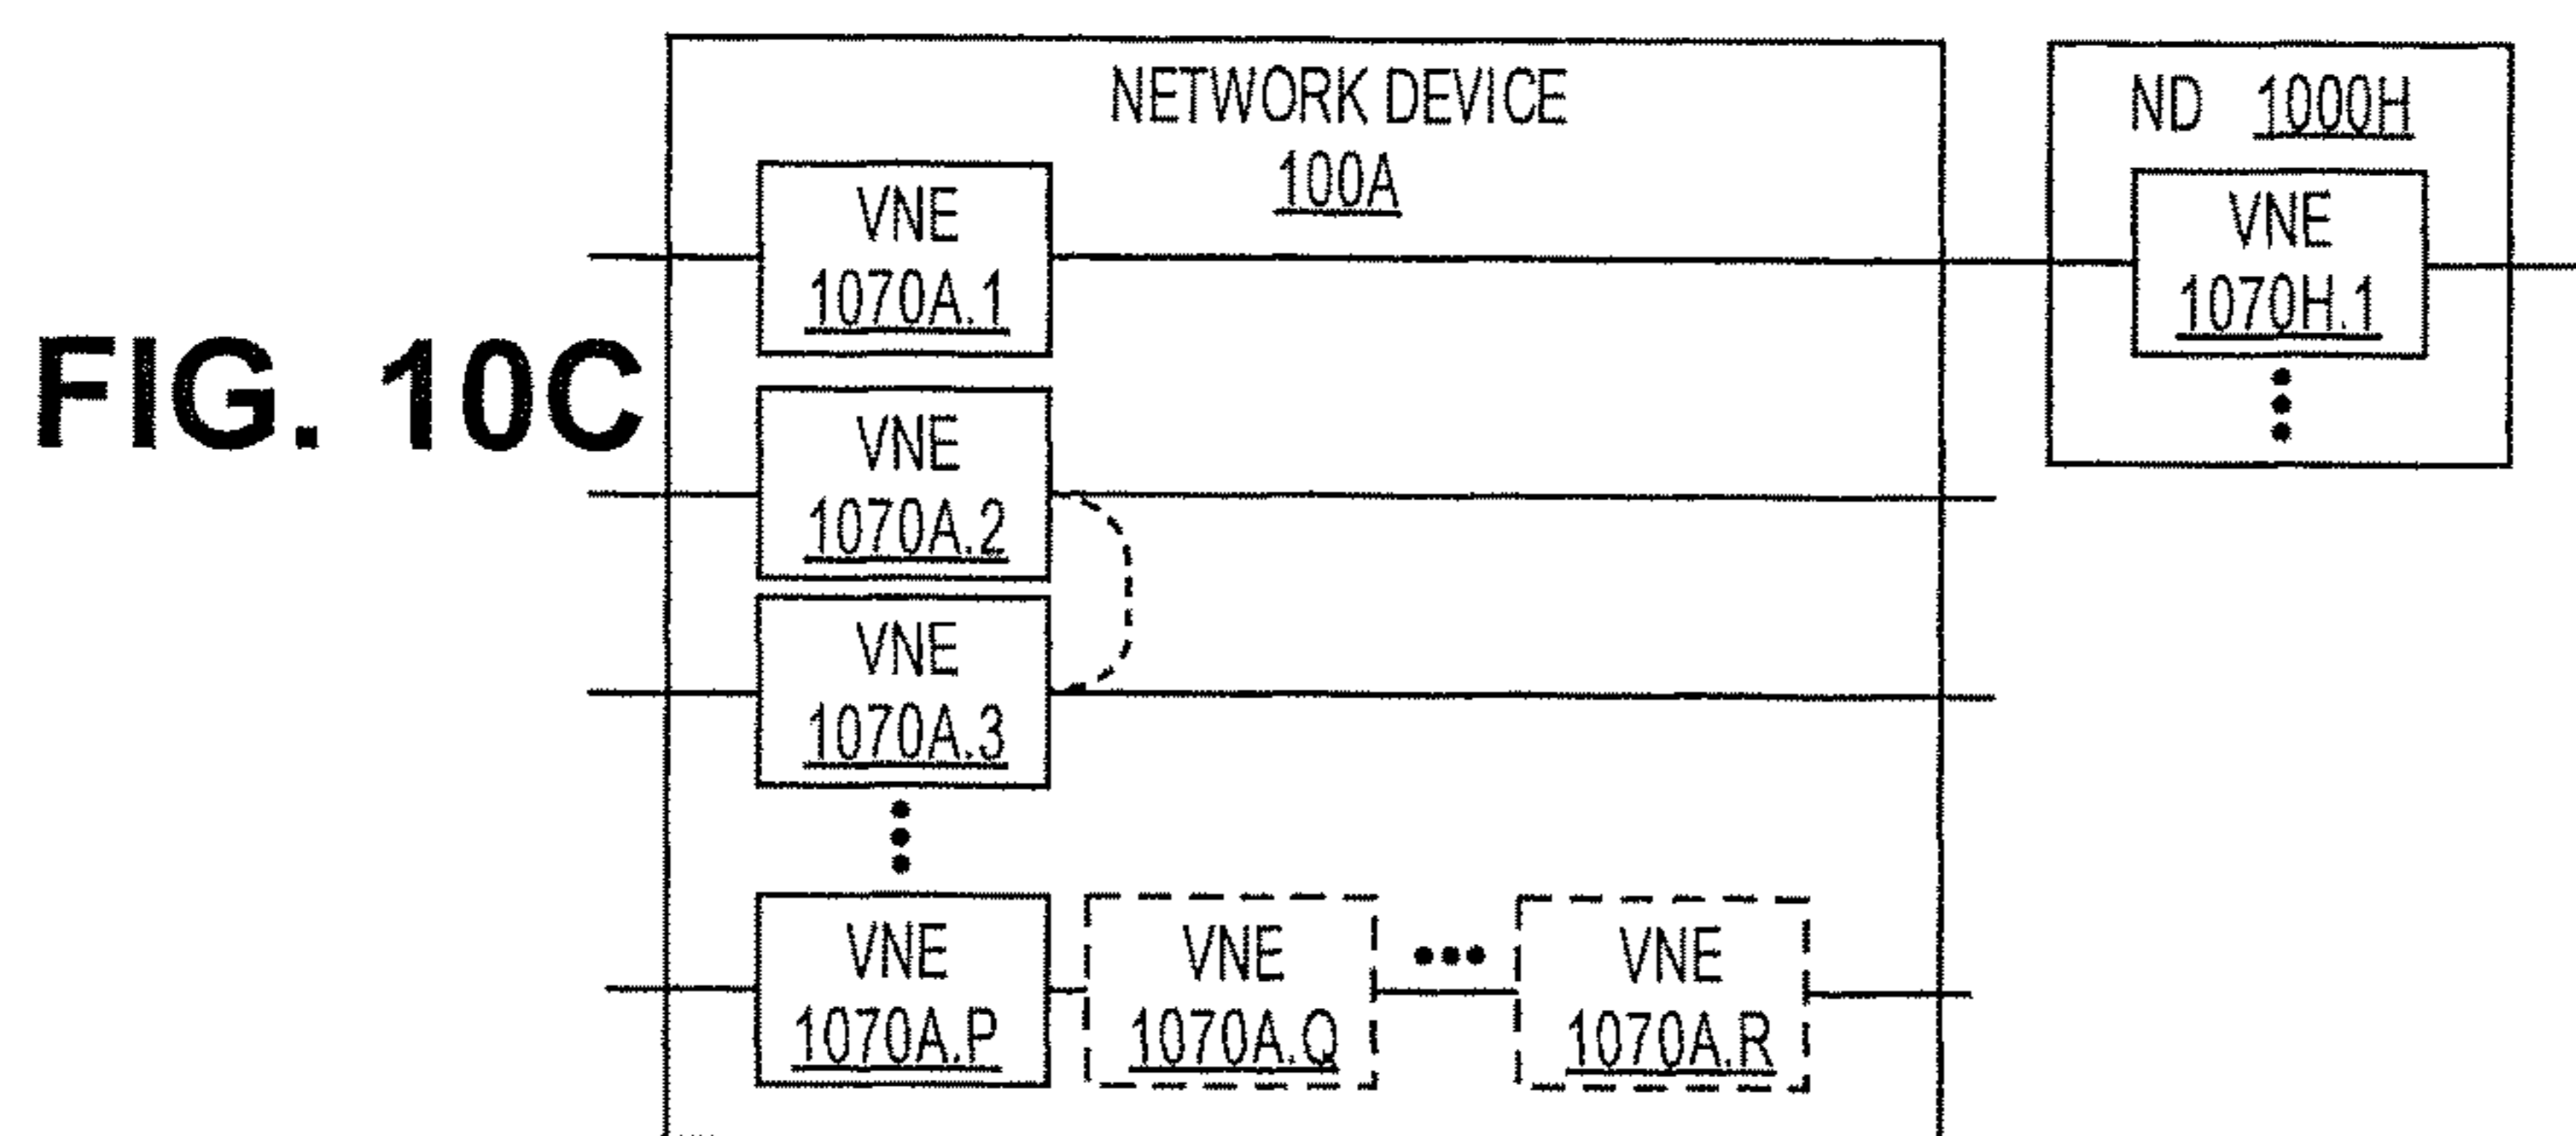 NETWORK DEVICE
100A
ND 1000H
VNE
1070A.1
VNE
1070H.1
FIG. 10C
VNE
1070A.2
VNE
1070A.3
VNE
1070A.P
VNE
1070A.Q
VNE
1070A.R